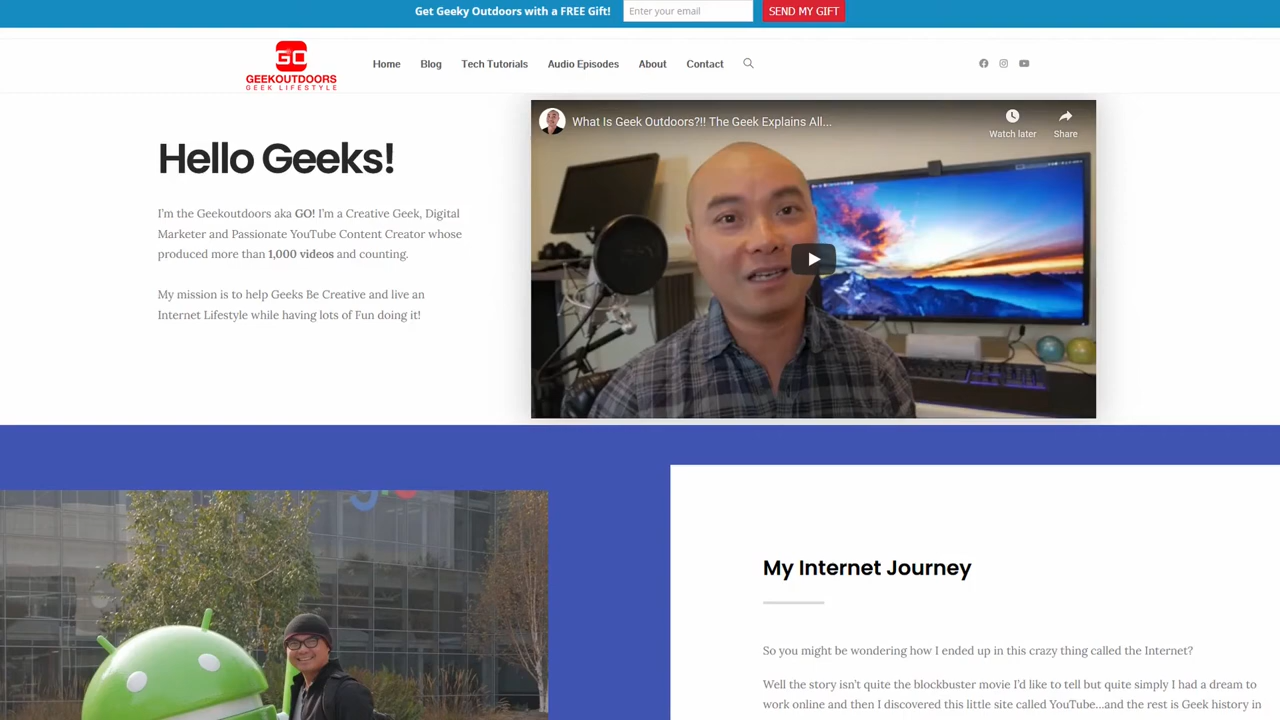 Get Geeky Outdoors with a FREE Gift!
Enter your email
SEND MY GIFT
GO
GEEKOUTDOORS
GEEK LIFESTYLE
Home
Blog
Tech Tutorials
Audio Episodes
About
Contact
Hello Geeks!
I'm the Geekoutdoors aka GO! I'm a Creative Geek, Digital
Marketer and Passionate YouTube Content Creator whose
produced more than 1,000 videos and counting.
My mission is to help Geeks Be Creative and live an
Internet Lifestyle while having lots of Fun doing it!
What Is Geek Outdoors?!! The Geek Explains All...
Watch later
Share
My Internet Journey
So you might be wondering how I ended up in this crazy thing called the Internet?
Well the story isn't quite the blockbuster movie I'd like to tell but quite simply I had a dream to
work online and then I discovered this little site called YouTube...and the rest is Geek history in